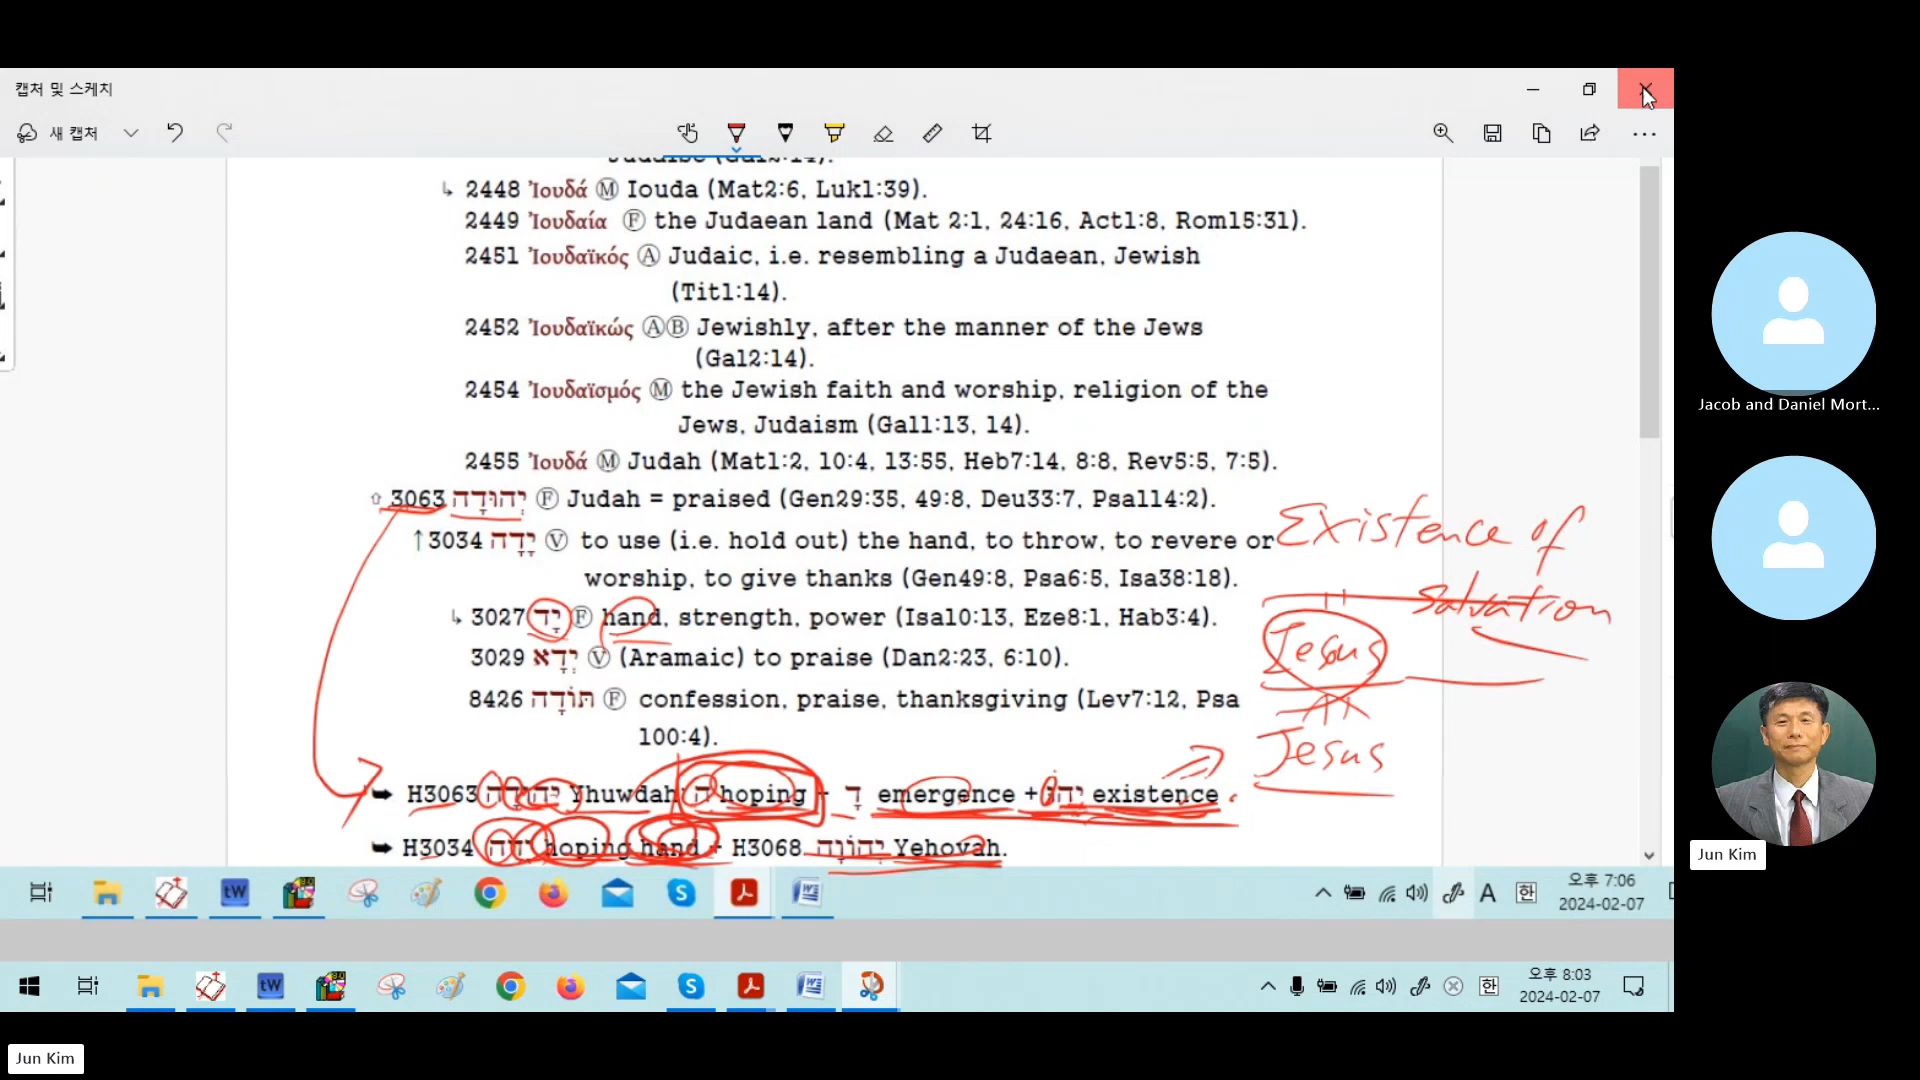 캡처 및 스케치
새 캡처
↳ 2448 Ἰουδά Ⓜ Iouda (Mat2:6, Luk1:39).
2449 Ἰουδαία Ⓕ the Judaean land (Mat 2:1, 24:16, Act1:8, Rom15:31).
2451 Ἰουδαϊκός Ⓐ Judaic, i.e. resembling a Judaean, Jewish
(Tit1:14).
2452 Ἰουδαϊκώς ⒶⒷ Jewishly, after the manner of the Jews
(Gal2:14).
2454 Ἰουδαϊσμός Ⓜ the Jewish faith and worship, religion of the
Jews, Judaism (Gal1:13, 14).
2455 Ἰουδά Ⓜ Judah (Mat1:2, 10:4, 13:55, Heb7:14, 8:8, Rev5:5, 7:5).
⇧ 3063 יְהוּדָה Ⓕ Judah = praised (Gen29:35, 49:8, Deu33:7, Psa114:2).
↑3034 יָדָה Ⓥ to use (i.e. hold out) the hand, to throw, to revere or
worship, to give thanks (Gen49:8, Psa6:5, Isa38:18).
↳ 3027 יָד Ⓕ hand, strength, power (Isa10:13, Eze8:1, Hab3:4).
3029 יְדָא Ⓥ (Aramaic) to praise (Dan2:23, 6:10).
8426 תּוֹדָה Ⓕ confession, praise, thanksgiving (Lev7:12, Psa
100:4).
➥ H3063 יְהוּדָה Yhuwdah: ה hoping + דָ emergence + יְהוּ existence.
➥ H3034 יָדָה hoping hand + H3068 יְהוֹוָה Yehovah.
Existence of
Salvation
Jesus
Jesus
오후 7:06
2024-02-07
A
한
오후 8:03
2024-02-07
한
Jacob and Daniel Mort...
Jun Kim
Jun Kim